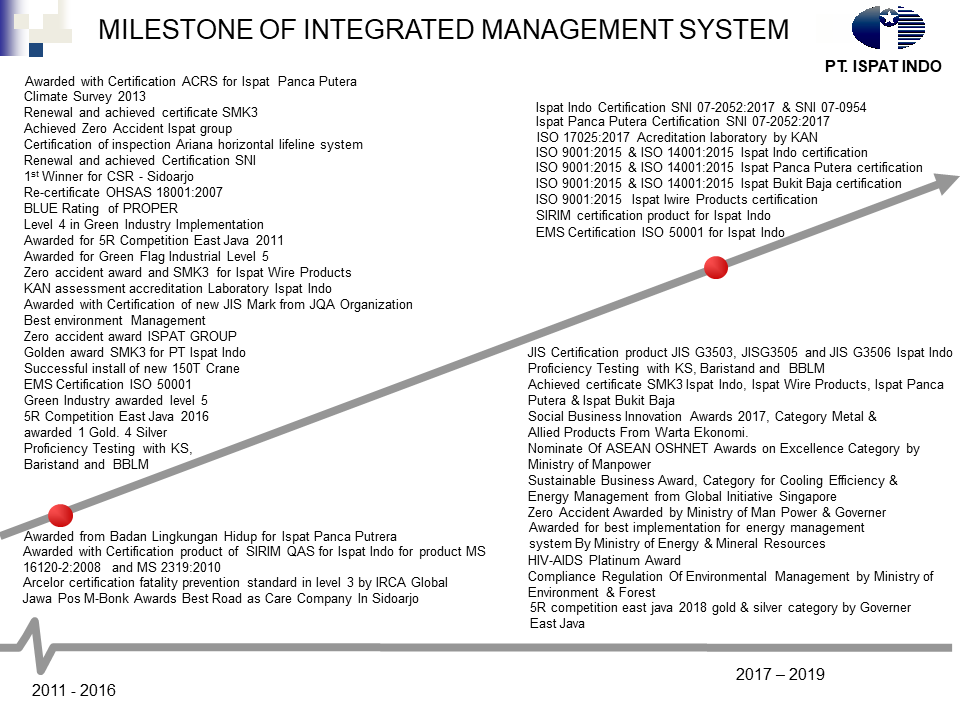 MILESTONE OF INTEGRATED MANAGEMENT SYSTEM
PT. ISPAT INDO
Awarded with Certification ACRS for Ispat Panca Putera
Climate Survey 2013
Renewal and achieved certificate SMK3
Achieved Zero Accident Ispat group
Certification of inspection Ariana horizontal lifeline system
Renewal and achieved Certification SNI
1st Winner for CSR - Sidoarjo
Re-certificate OHSAS 18001:2007
BLUE Rating of PROPER
Level 4 in Green Industry Implementation
Awarded for 5R Competition East Java 2011
Awarded for Green Flag Industrial Level 5
Zero accident award and SMK3 for Ispat Wire Products
KAN assessment accreditation Laboratory Ispat Indo
Awarded with Certification of new JIS Mark from JQA Organization
Best environment Management
Zero accident award ISPAT GROUP
Golden award SMK3 for PT Ispat Indo
Successful install of new 150T Crane
EMS Certification ISO 50001
Green Industry awarded level 5
5R Competition East Java 2016
awarded 1 Gold. 4 Silver
Proficiency Testing with KS,
Baristand and BBLM
Awarded from Badan Lingkungan Hidup for Ispat Panca Putrera
Awarded with Certification product of SIRIM QAS for Ispat Indo for product MS
16120-2:2008 and MS 2319:2010
Arcelor certification fatality prevention standard in level 3 by IRCA Global
Jawa Pos M-Bonk Awards Best Road as Care Company In Sidoarjo
2011 - 2016
Ispat Indo Certification SNI 07-2052:2017 & SNI 07-0954
Ispat Panca Putera Certification SNI 07-2052:2017
ISO 17025:2017 Acreditation laboratory by KAN
ISO 9001:2015 & ISO 14001:2015 Ispat Indo certification
ISO 9001:2015 & ISO 14001:2015 Ispat Panca Putera certification
ISO 9001:2015 & ISO 14001:2015 Ispat Bukit Baja certification
ISO 9001:2015 Ispat Iwire Products certification
SIRIM certification product for Ispat Indo
EMS Certification ISO 50001 for Ispat Indo
JIS Certification product JIS G3503, JISG3505 and JIS G3506 Ispat Indo
Proficiency Testing with KS, Baristand and BBLM
Achieved certificate SMK3 Ispat Indo, Ispat Wire Products, Ispat Panca
Putera & Ispat Bukit Baja
Social Business Innovation Awards 2017, Category Metal &
Allied Products From Warta Ekonomi.
Nominate Of ASEAN OSHNET Awards on Excellence Category by
Ministry of Manpower
Sustainable Business Award, Category for Cooling Efficiency &
Energy Management from Global Initiative Singapore
Zero Accident Awarded by Ministry of Man Power & Governer
Awarded for best implementation for energy management
system By Ministry of Energy & Mineral Resources
HIV-AIDS Platinum Award
Compliance Regulation Of Environmental Management by Ministry of
Environment & Forest
5R competition east java 2018 gold & silver category by Governer
East Java
2017 – 2019